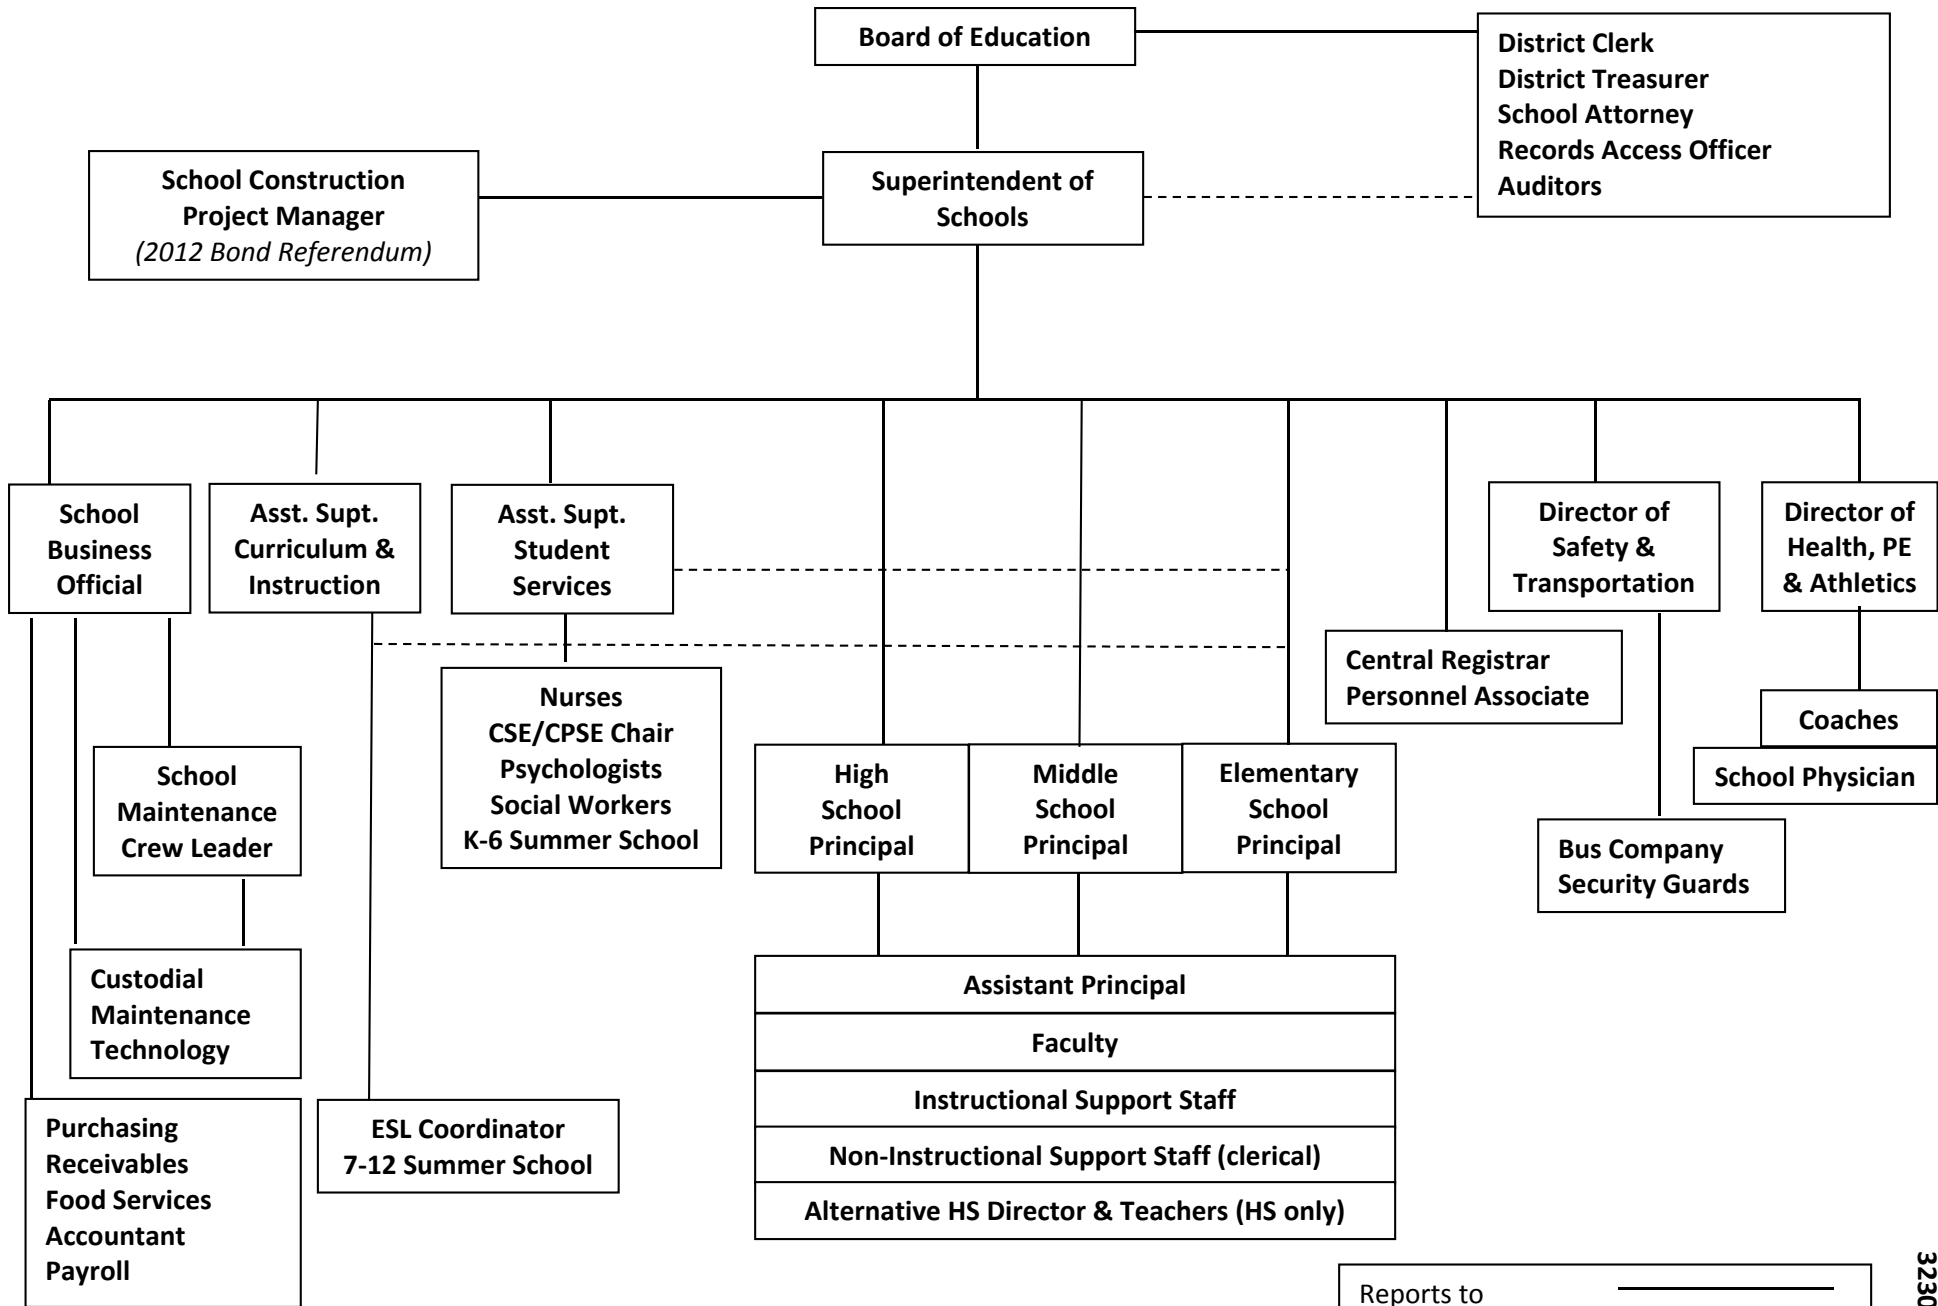 Board of Education
District Clerk
District Treasurer
School Attorney
Records Access Officer
Auditors
School Construction
Project Manager
(2012 Bond Referendum)
Superintendent of
Schools
School
Business
Official
Asst. Supt.
Curriculum &
Instruction
Asst. Supt.
Student
Services
Director of
Safety &
Transportation
Director of
Health, PE
& Athletics
Central Registrar
Personnel Associate
Nurses
CSE/CPSE Chair
Psychologists
Social Workers
K-6 Summer School
Coaches
School Physician
School
Maintenance
Crew Leader
High
School
Principal
Middle
School
Principal
Elementary
School
Principal
Bus Company
Security Guards
Custodial
Maintenance
Technology
Assistant Principal
Faculty
Instructional Support Staff
Non-Instructional Support Staff (clerical)
Alternative HS Director & Teachers (HS only)
Purchasing
Receivables
Food Services
Accountant
Payroll
ESL Coordinator
7-12 Summer School
Reports to
3230